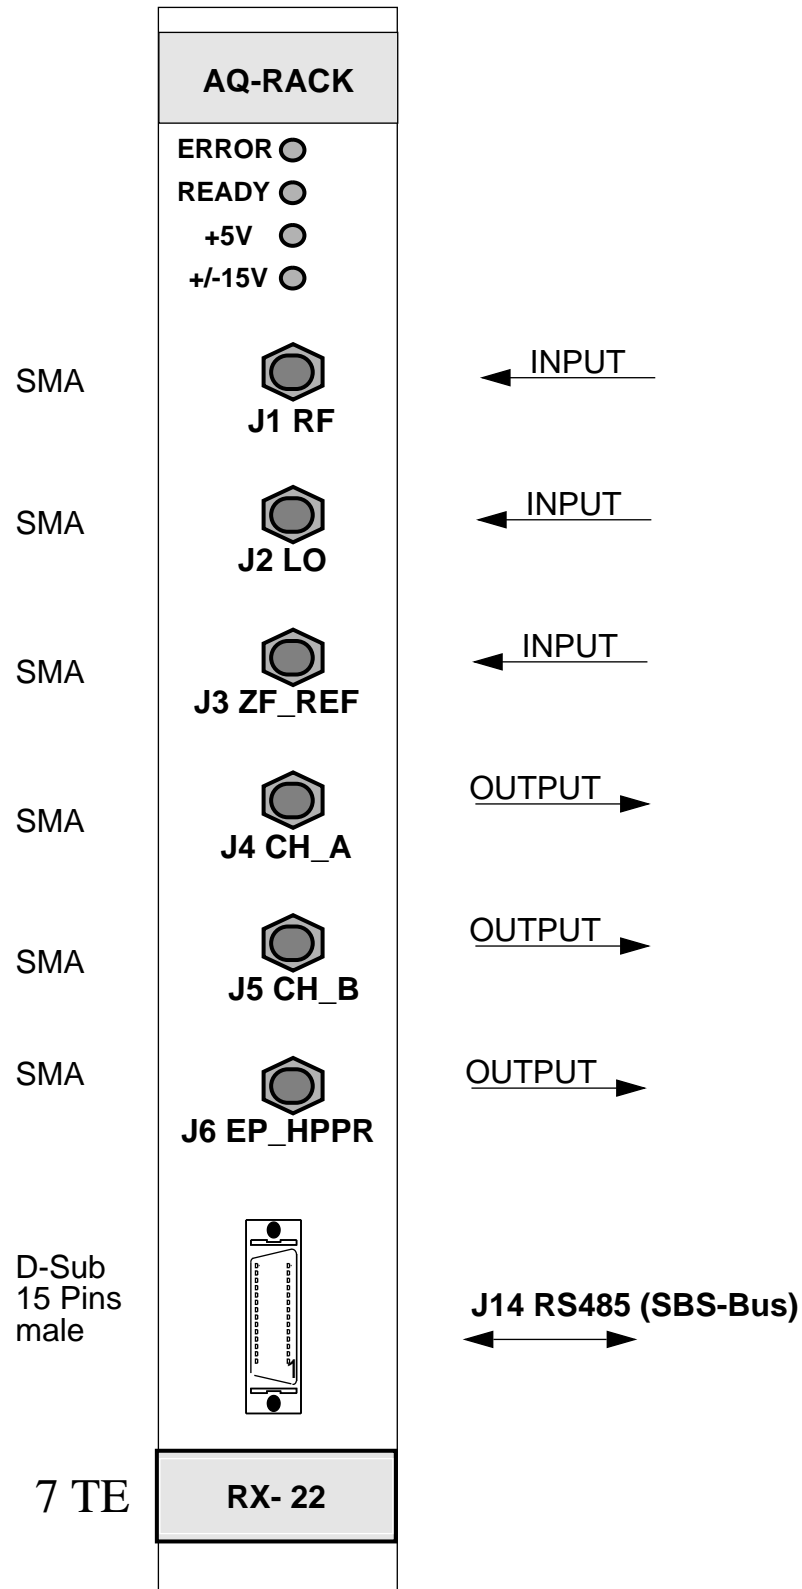 AQ-RACK
ERROR
READY
+5V
+/-15V
SMA
J1 RF
INPUT
SMA
J2 LO
INPUT
SMA
J3 ZF_REF
INPUT
SMA
J4 CH_A
OUTPUT
SMA
J5 CH_B
OUTPUT
SMA
J6 EP_HPPR
OUTPUT
D-Sub
15 Pins
male
1
J14 RS485 (SBS-Bus)
7 TE
RX- 22